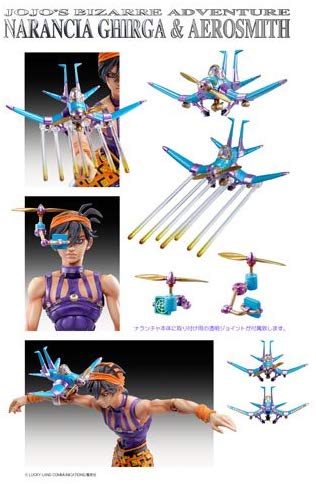 JOJO'S BIZARRE ADVENTURE
NARANCIA GHIRGA & AEROSMITH
ナランチャ本体に取り付け用の透明ジョイントが付属致します。
© LUCKY LAND COMMUNICATIONS/集英社